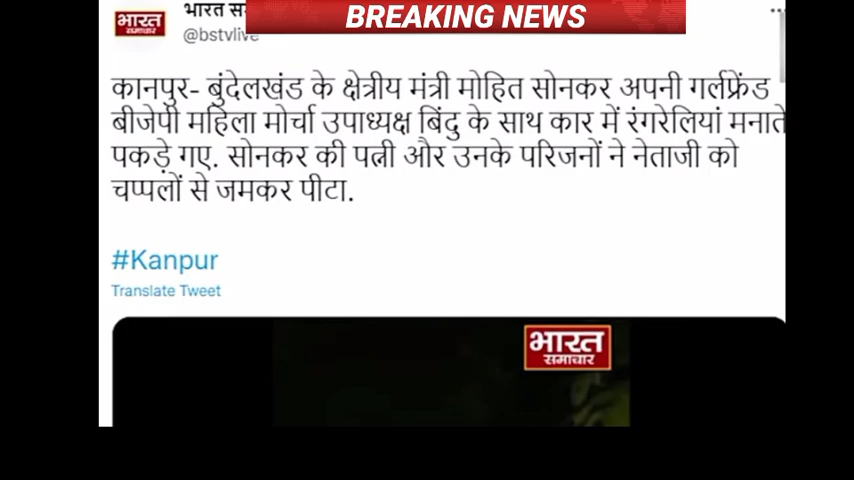 BREAKING NEWS
भारत
समाचार
भारत
@bstvlive
कानपुर- बुंदेलखंड के क्षेत्रीय मंत्री मोहित सोनकर अपनी गर्लफ्रेंड
बीजेपी महिला मोर्चा उपाध्यक्ष बिंदु के साथ कार में रंगरेलियां मनाते
पकड़े गए. सोनकर की पत्नी और उनके परिजनों ने नेताजी को
चप्पलों से जमकर पीटा.
#Kanpur
Translate Tweet
भारत
समाचार